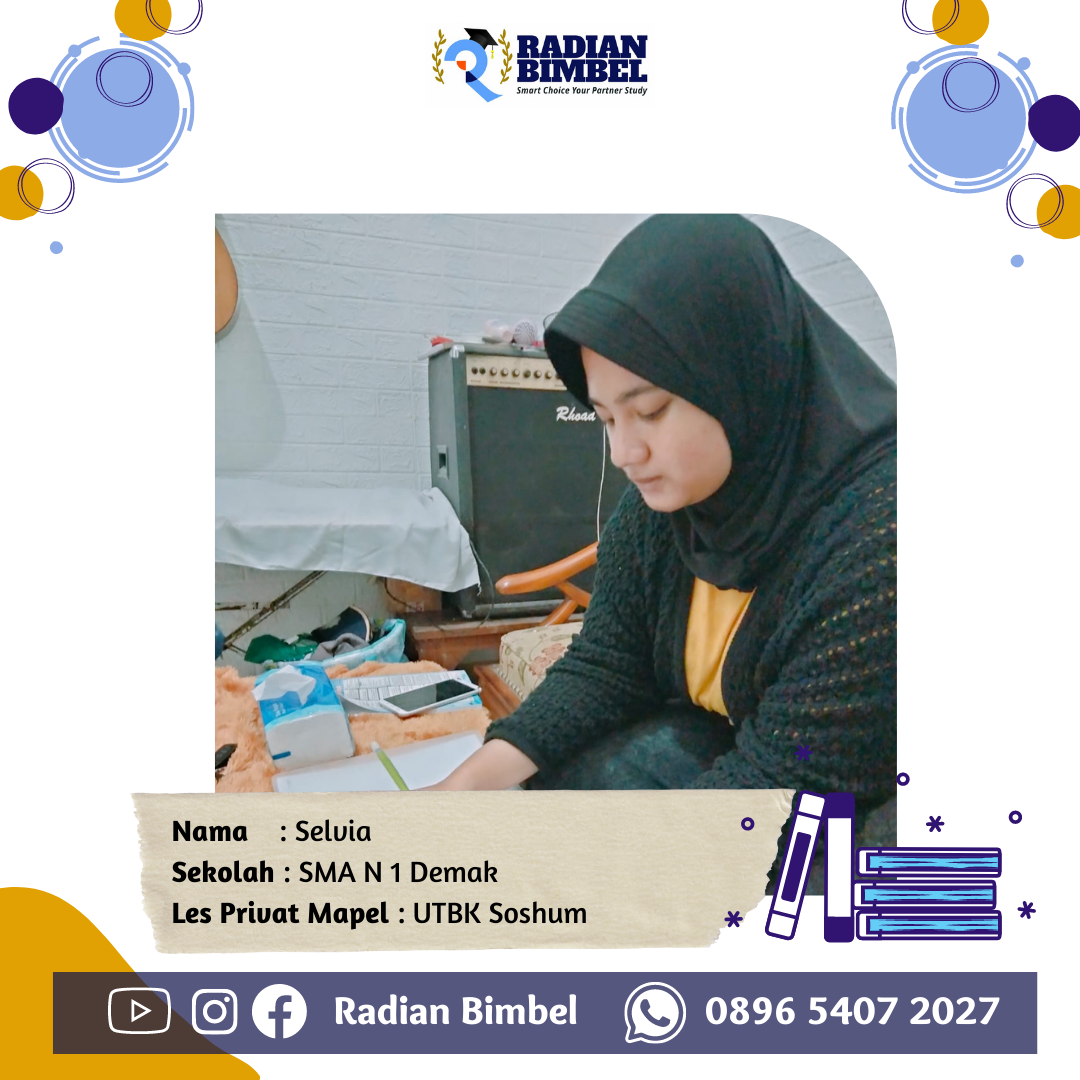 RADIAN
BIMBEL
Smart Choice Your Partner Study
Rhoad
Nama : Selvia
Sekolah : SMA N 1 Demak
Les Privat Mapel : UTBK Soshum
Radian Bimbel 0896 5407 2027